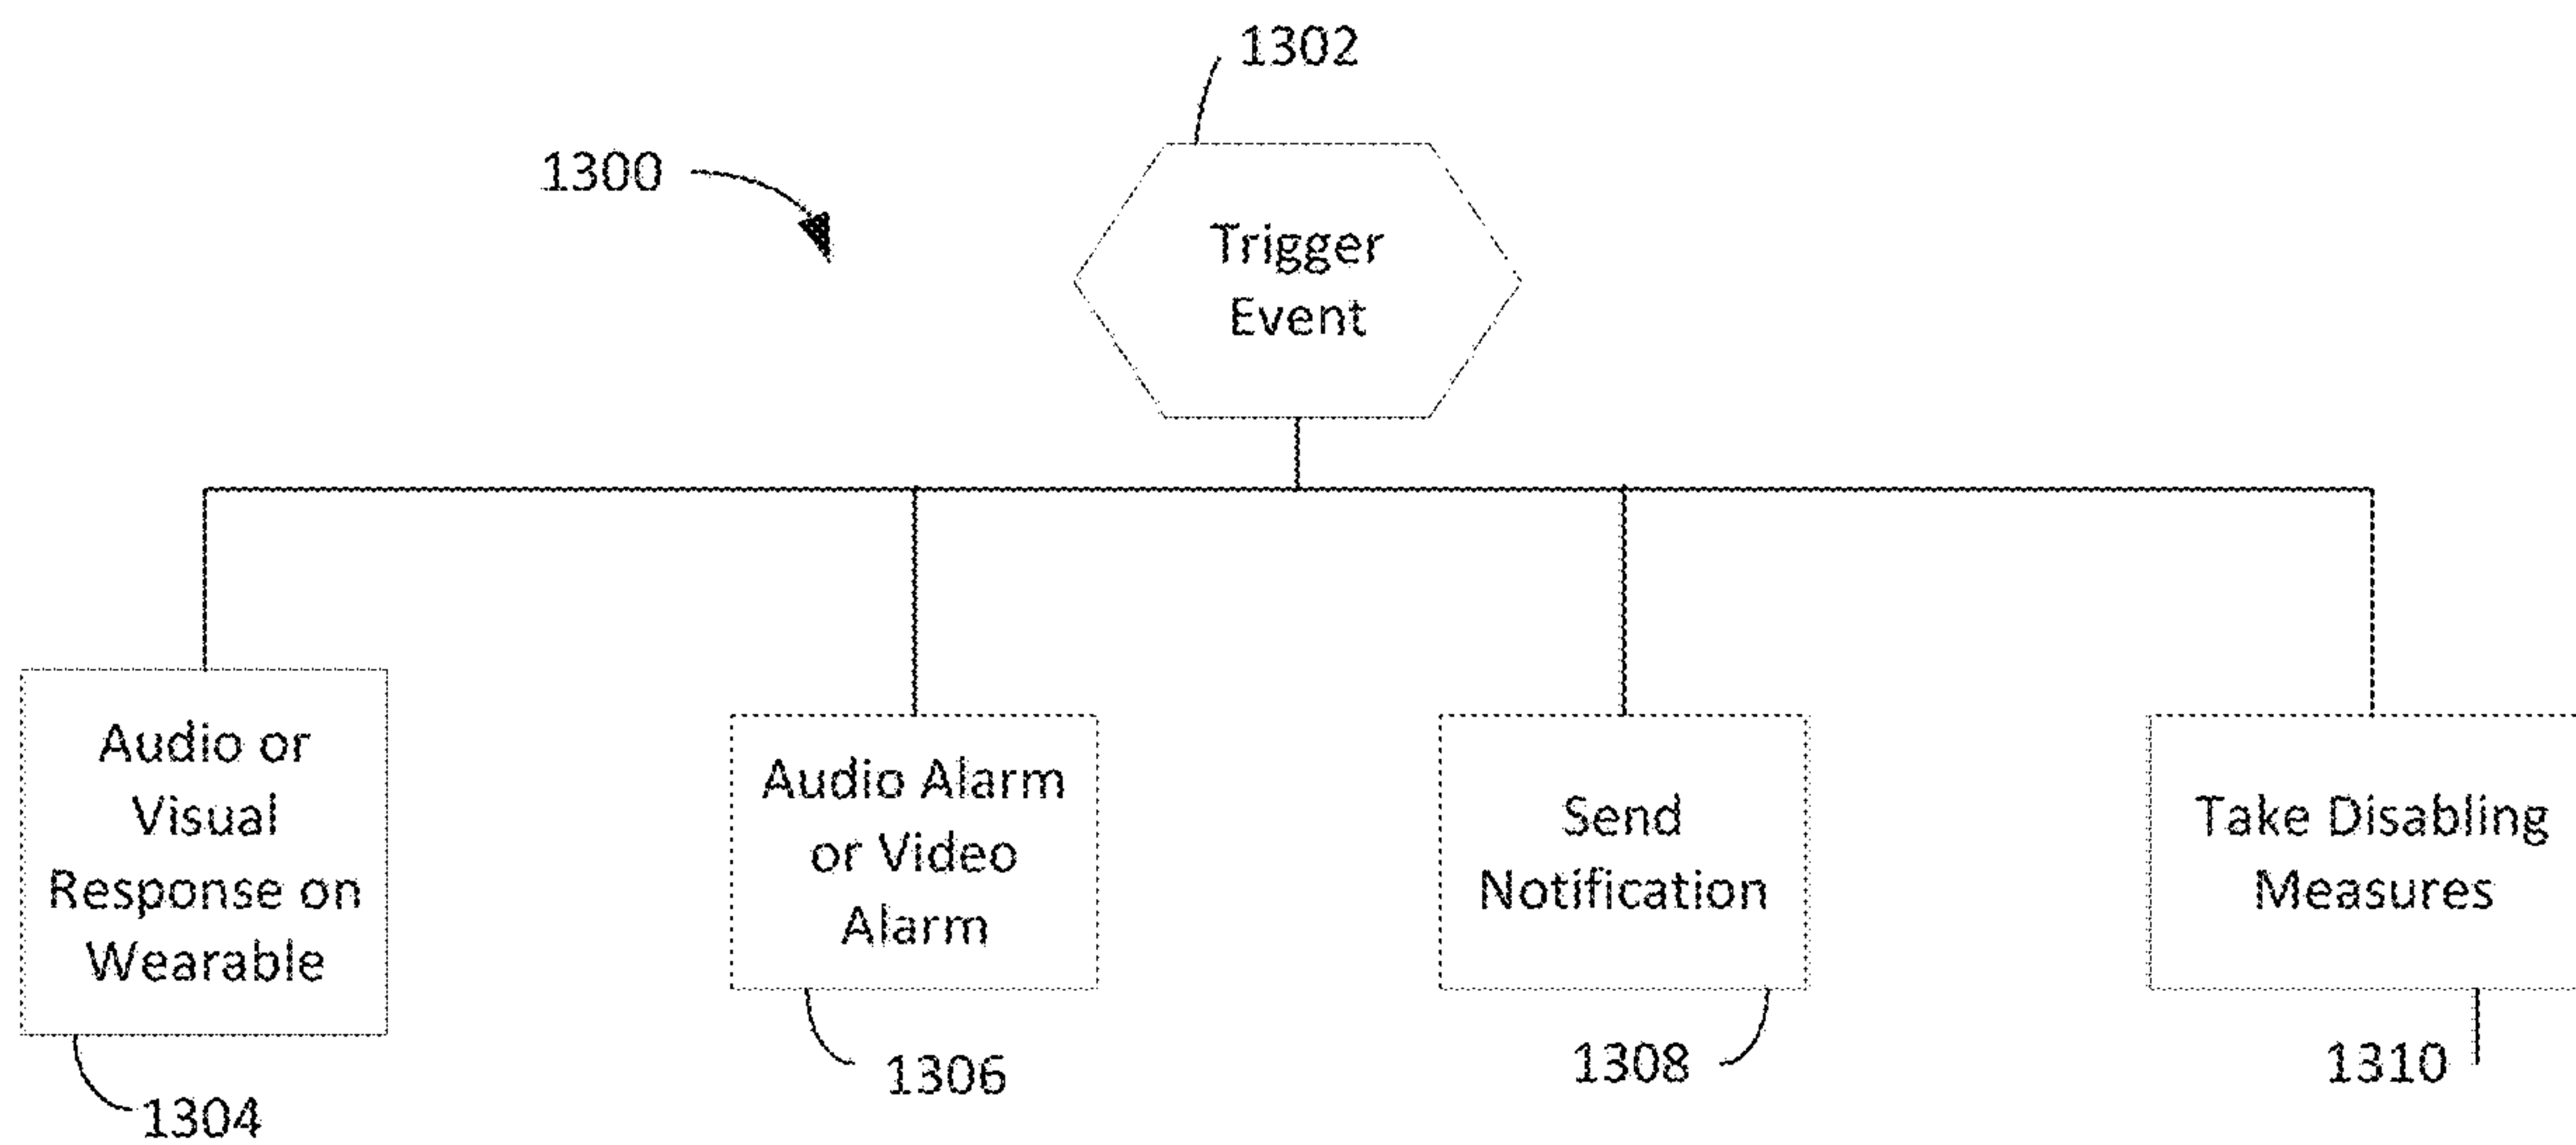 1302
1300
Trigger
Event
Audio or
Visual
Response on
Wearable
1304
Audio Alarm
or Video
Alarm
1306
Send
Notification
1308
Take Disabling
Measures
1310